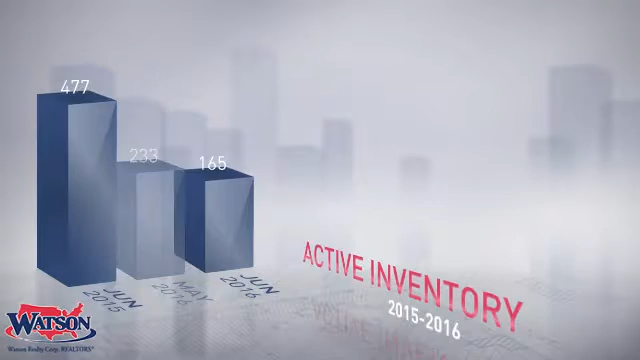 477
233
165
JUN
2015
MAY
2016
JUN
2016
ACTIVE INVENTORY
2015-2016
WATSON
Watson Realty Corp. REALTORS®